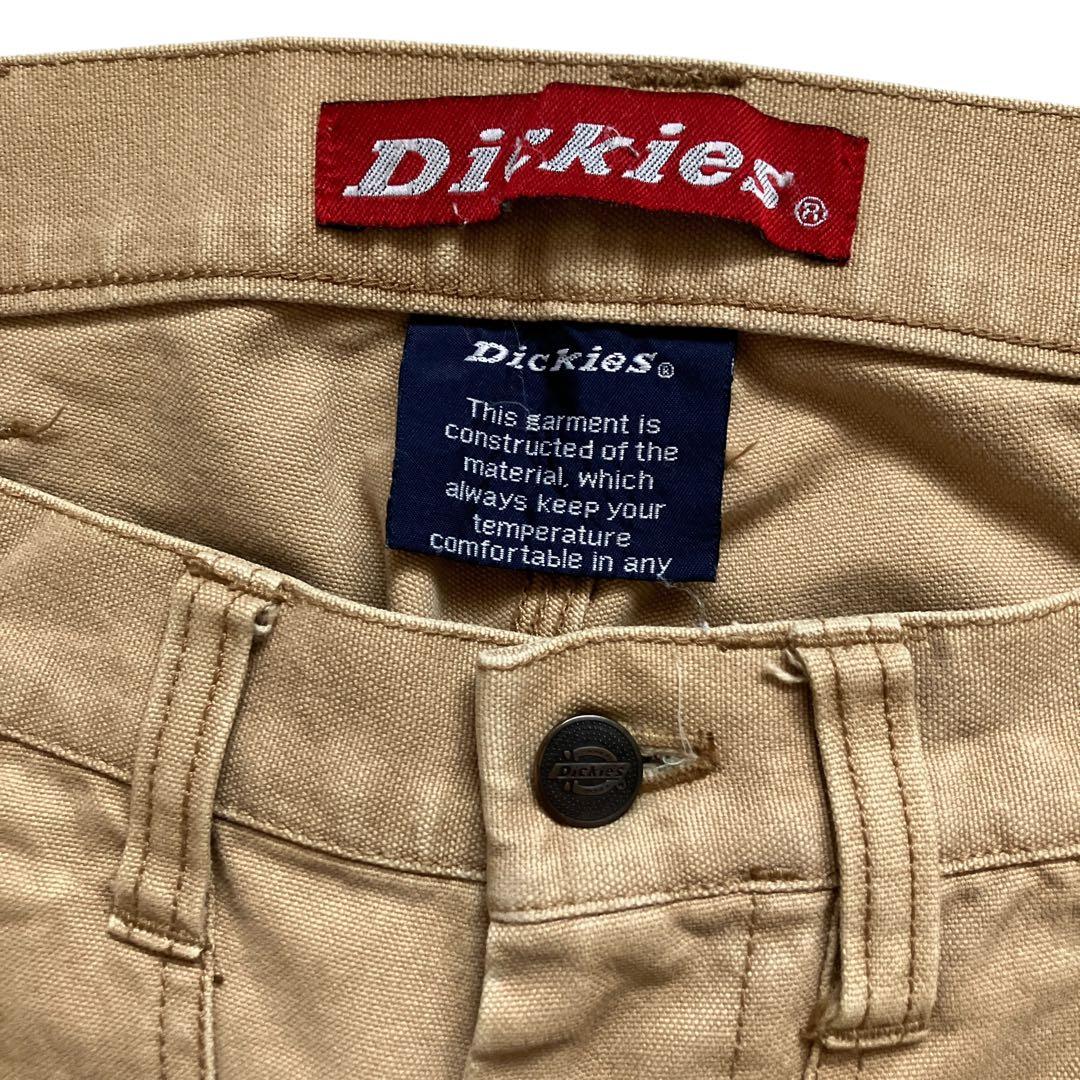 Dickies®
Dickies®
This garment is
constructed of the
material, which
always keep your
temperature
comfortable in any
Dickies